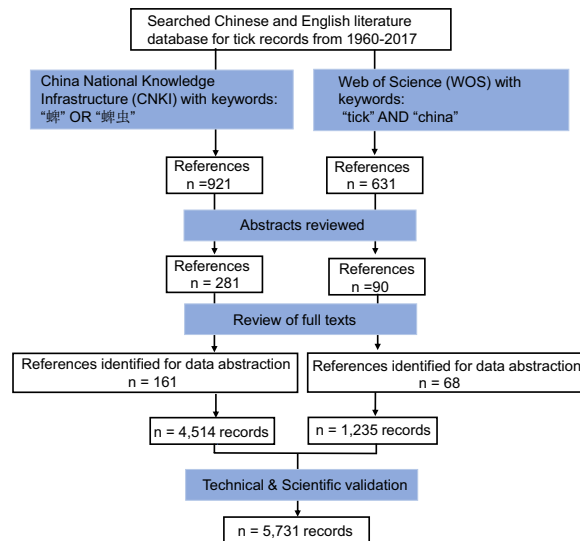 Searched Chinese and English literature
database for tick records from 1960-2017
China National Knowledge
Infrastructure (CNKI) with keywords:
“蜱” OR “蜱虫”
Web of Science (WOS) with
keywords:
“tick” AND “china”
References
n =921
References
n = 631
Abstracts reviewed
References
n = 281
References
n =90
Review of full texts
References identified for data abstraction
n = 161
References identified for data abstraction
n = 68
n = 4,514 records
n = 1,235 records
Technical & Scientific validation
n = 5,731 records